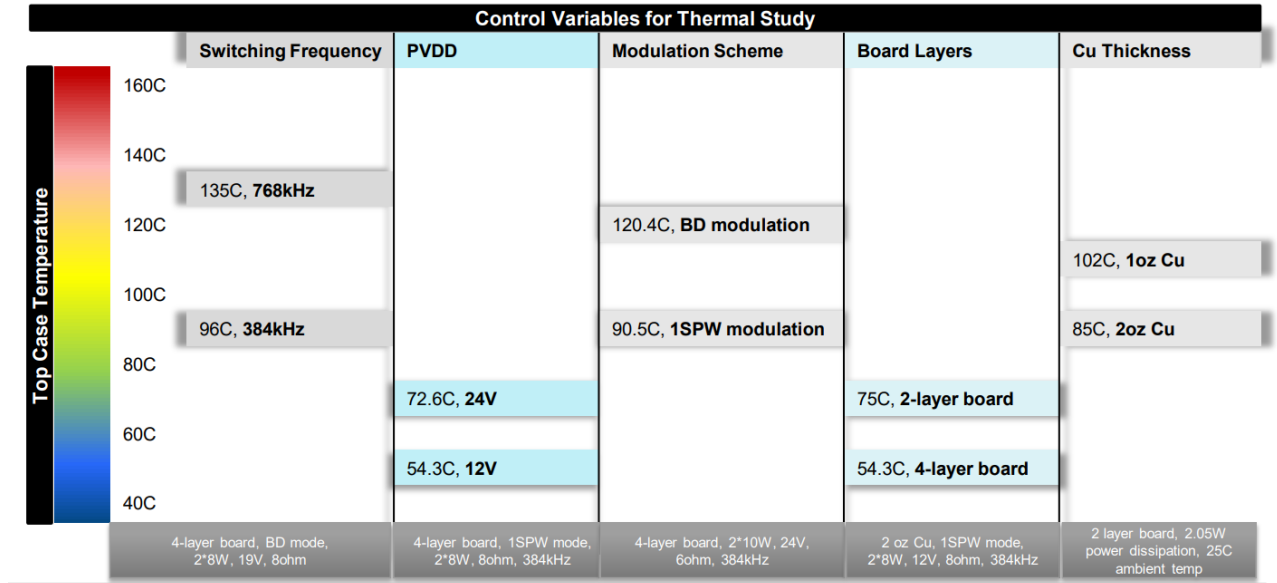 Control Variables for Thermal Study
Switching Frequency
PVDD
Modulation Scheme
Board Layers
Cu Thickness
Top Case Temperature
160C
140C
135C, 768kHz
120C
120.4C, BD modulation
102C, 1oz Cu
100C
96C, 384kHz
90.5C, 1SPW modulation
85C, 2oz Cu
80C
72.6C, 24V
75C, 2-layer board
60C
54.3C, 12V
54.3C, 4-layer board
40C
4-layer board, BD mode,
2*8W, 19V, 8ohm
4-layer board, 1SPW mode,
2*8W, 8ohm, 384kHz
4-layer board, 2*10W, 24V,
6ohm, 384kHz
2 oz Cu, 1SPW mode,
2*8W, 12V, 8ohm, 384kHz
2 layer board, 2.05W
power dissipation, 25C
ambient temp